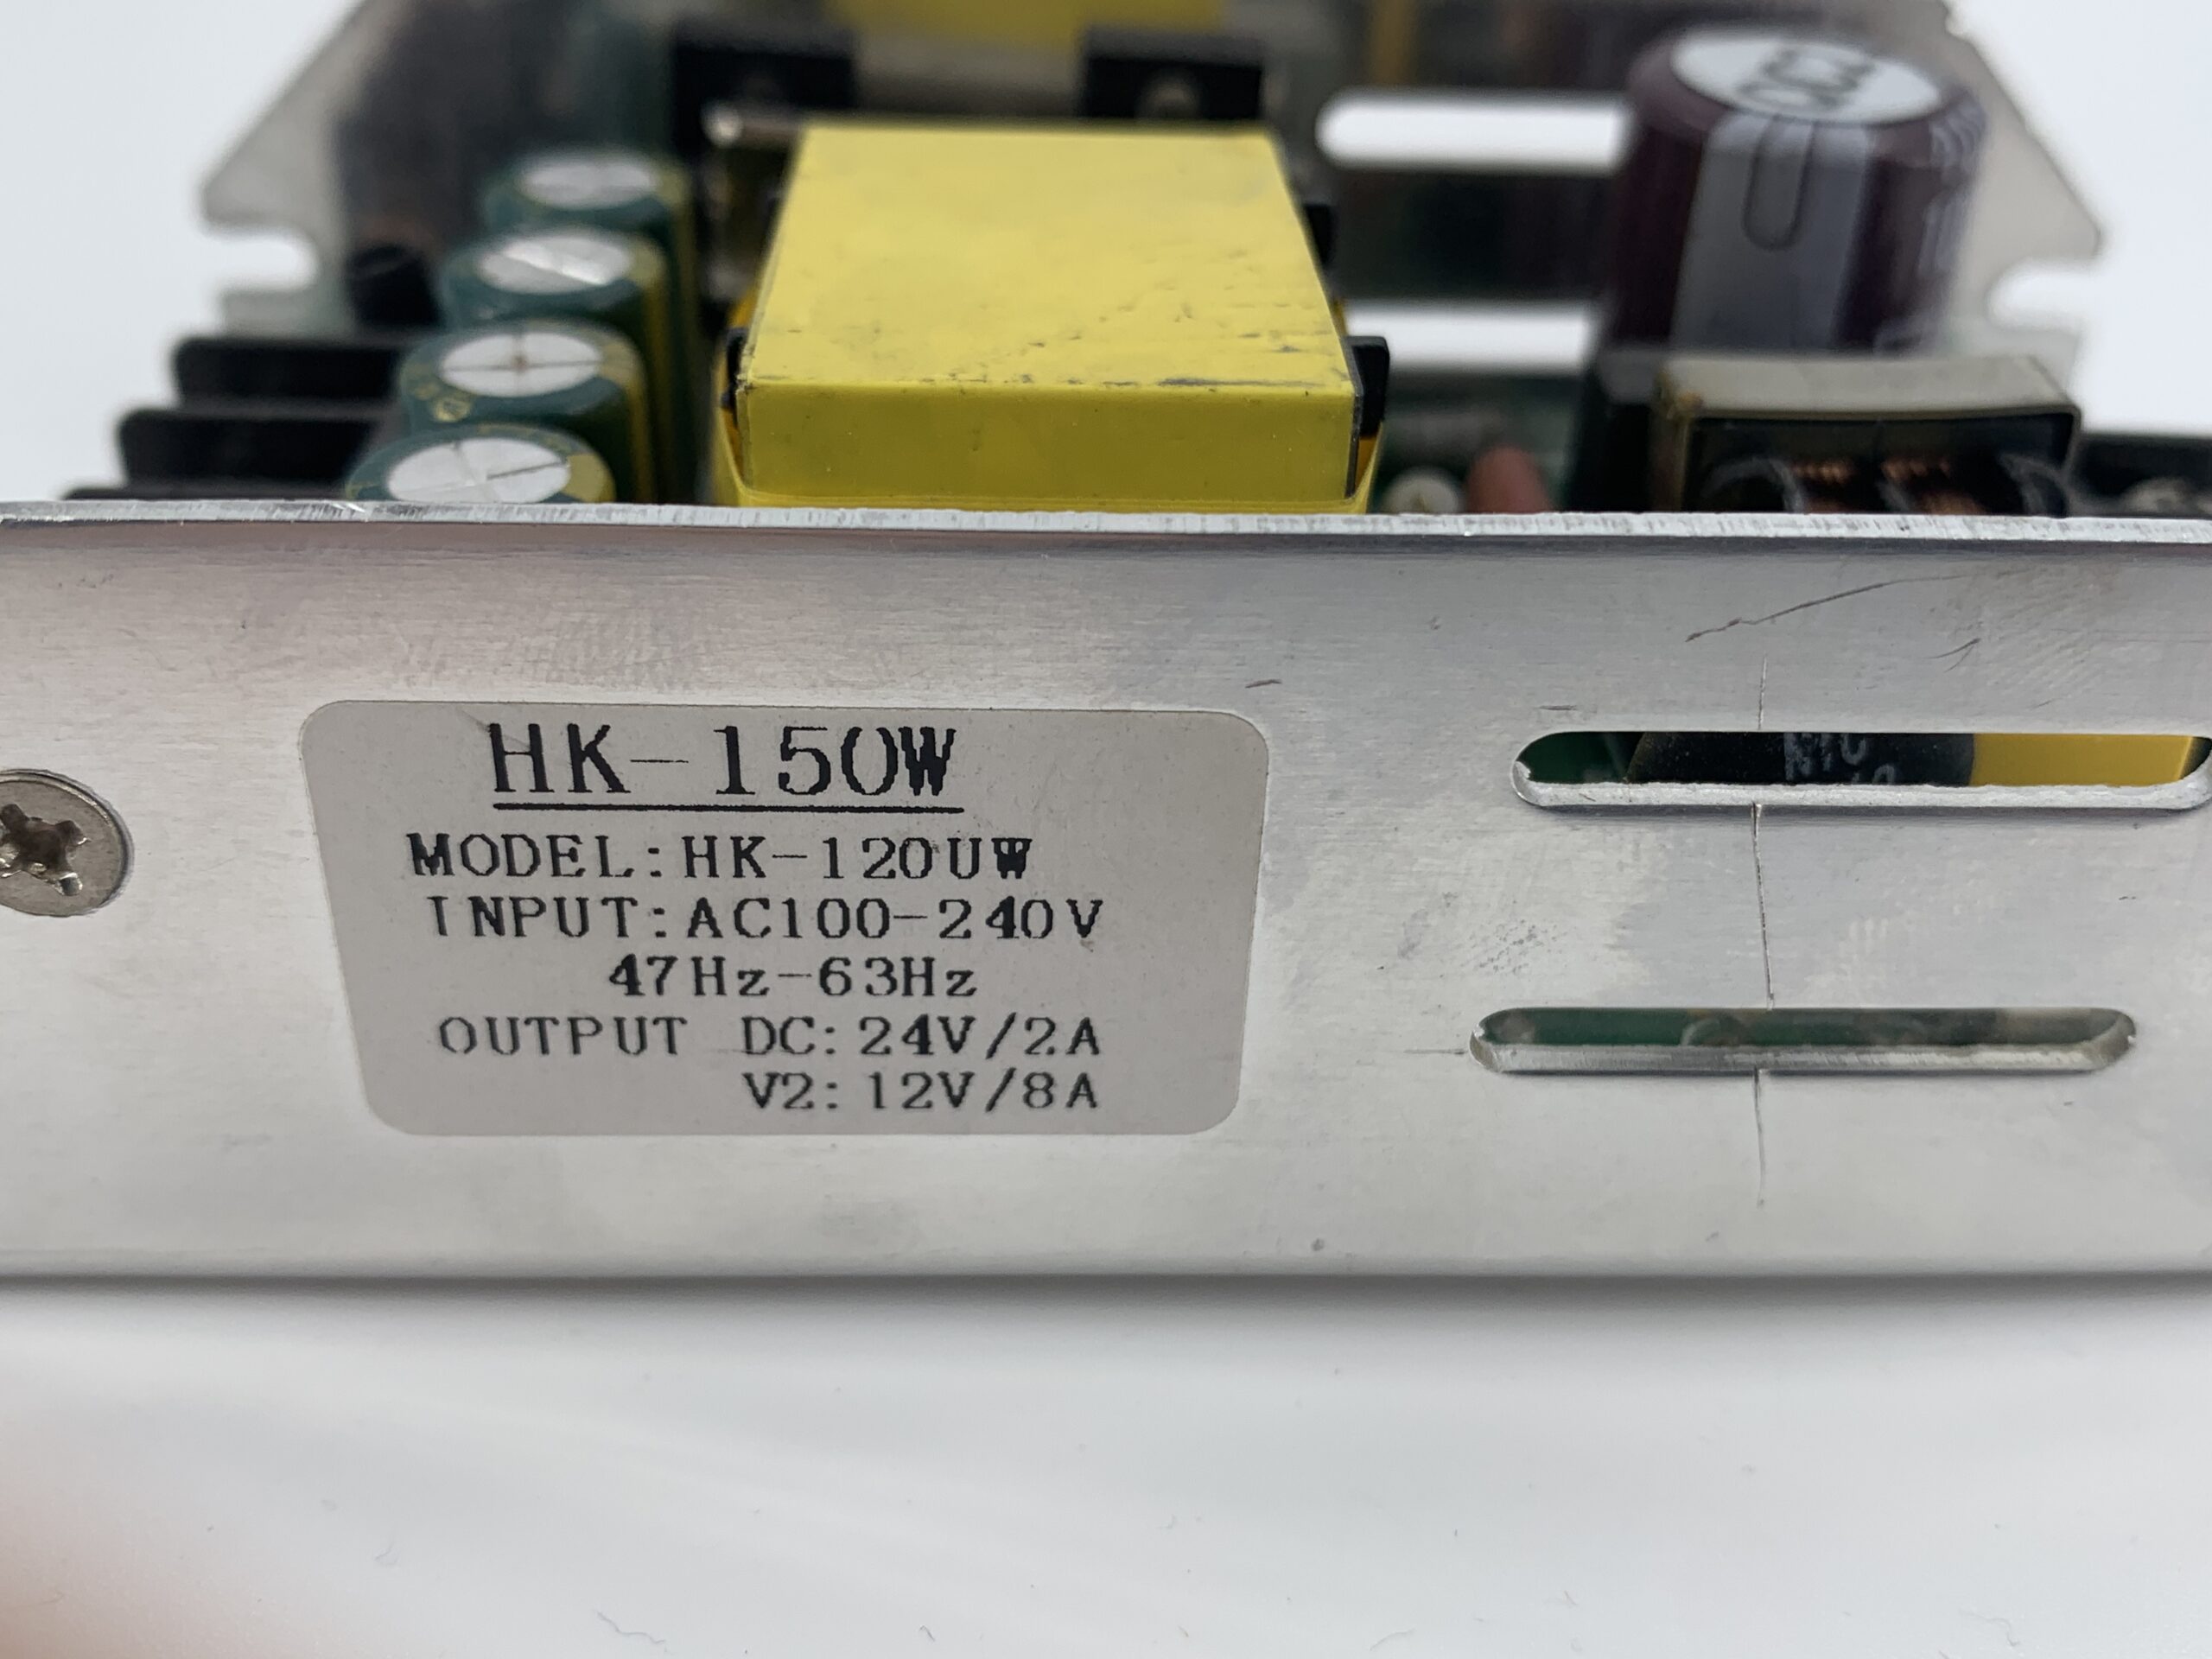 HK-150W
MODEL:HK-120UW
INPUT:AC100-240V
47Hz-63Hz
OUTPUT DC:24V/2A
V2:12V/8A